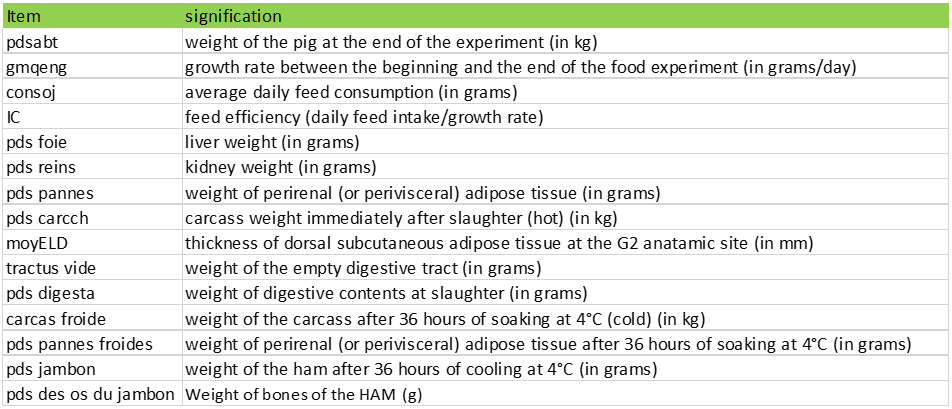 Item signification
pdsabt weight of the pig at the end of the experiment (in kg)
gmqeng growth rate between the beginning and the end of the food experiment (in grams/day)
consoj average daily feed consumption (in grams)
IC feed efficiency (daily feed intake/growth rate)
pds foie liver weight (in grams)
pds reins kidney weight (in grams)
pds pannes weight of perirenal (or perivisceral) adipose tissue (in grams)
pds carcch carcass weight immediately after slaughter (hot) (in kg)
moyELD thickness of dorsal subcutaneous adipose tissue at the G2 anatamic site (in mm)
tractus vide weight of the empty digestive tract (in grams)
pds digesta weight of digestive contents at slaughter (in grams)
carcas froide weight of the carcass after 36 hours of soaking at 4°C (cold) (in kg)
pds pannes froides weight of perirenal (or perivisceral) adipose tissue after 36 hours of soaking at 4°C (in grams)
pds jambon weight of the ham after 36 hours of cooling at 4°C (in grams)
pds des os du jambon Weight of bones of the HAM (g)